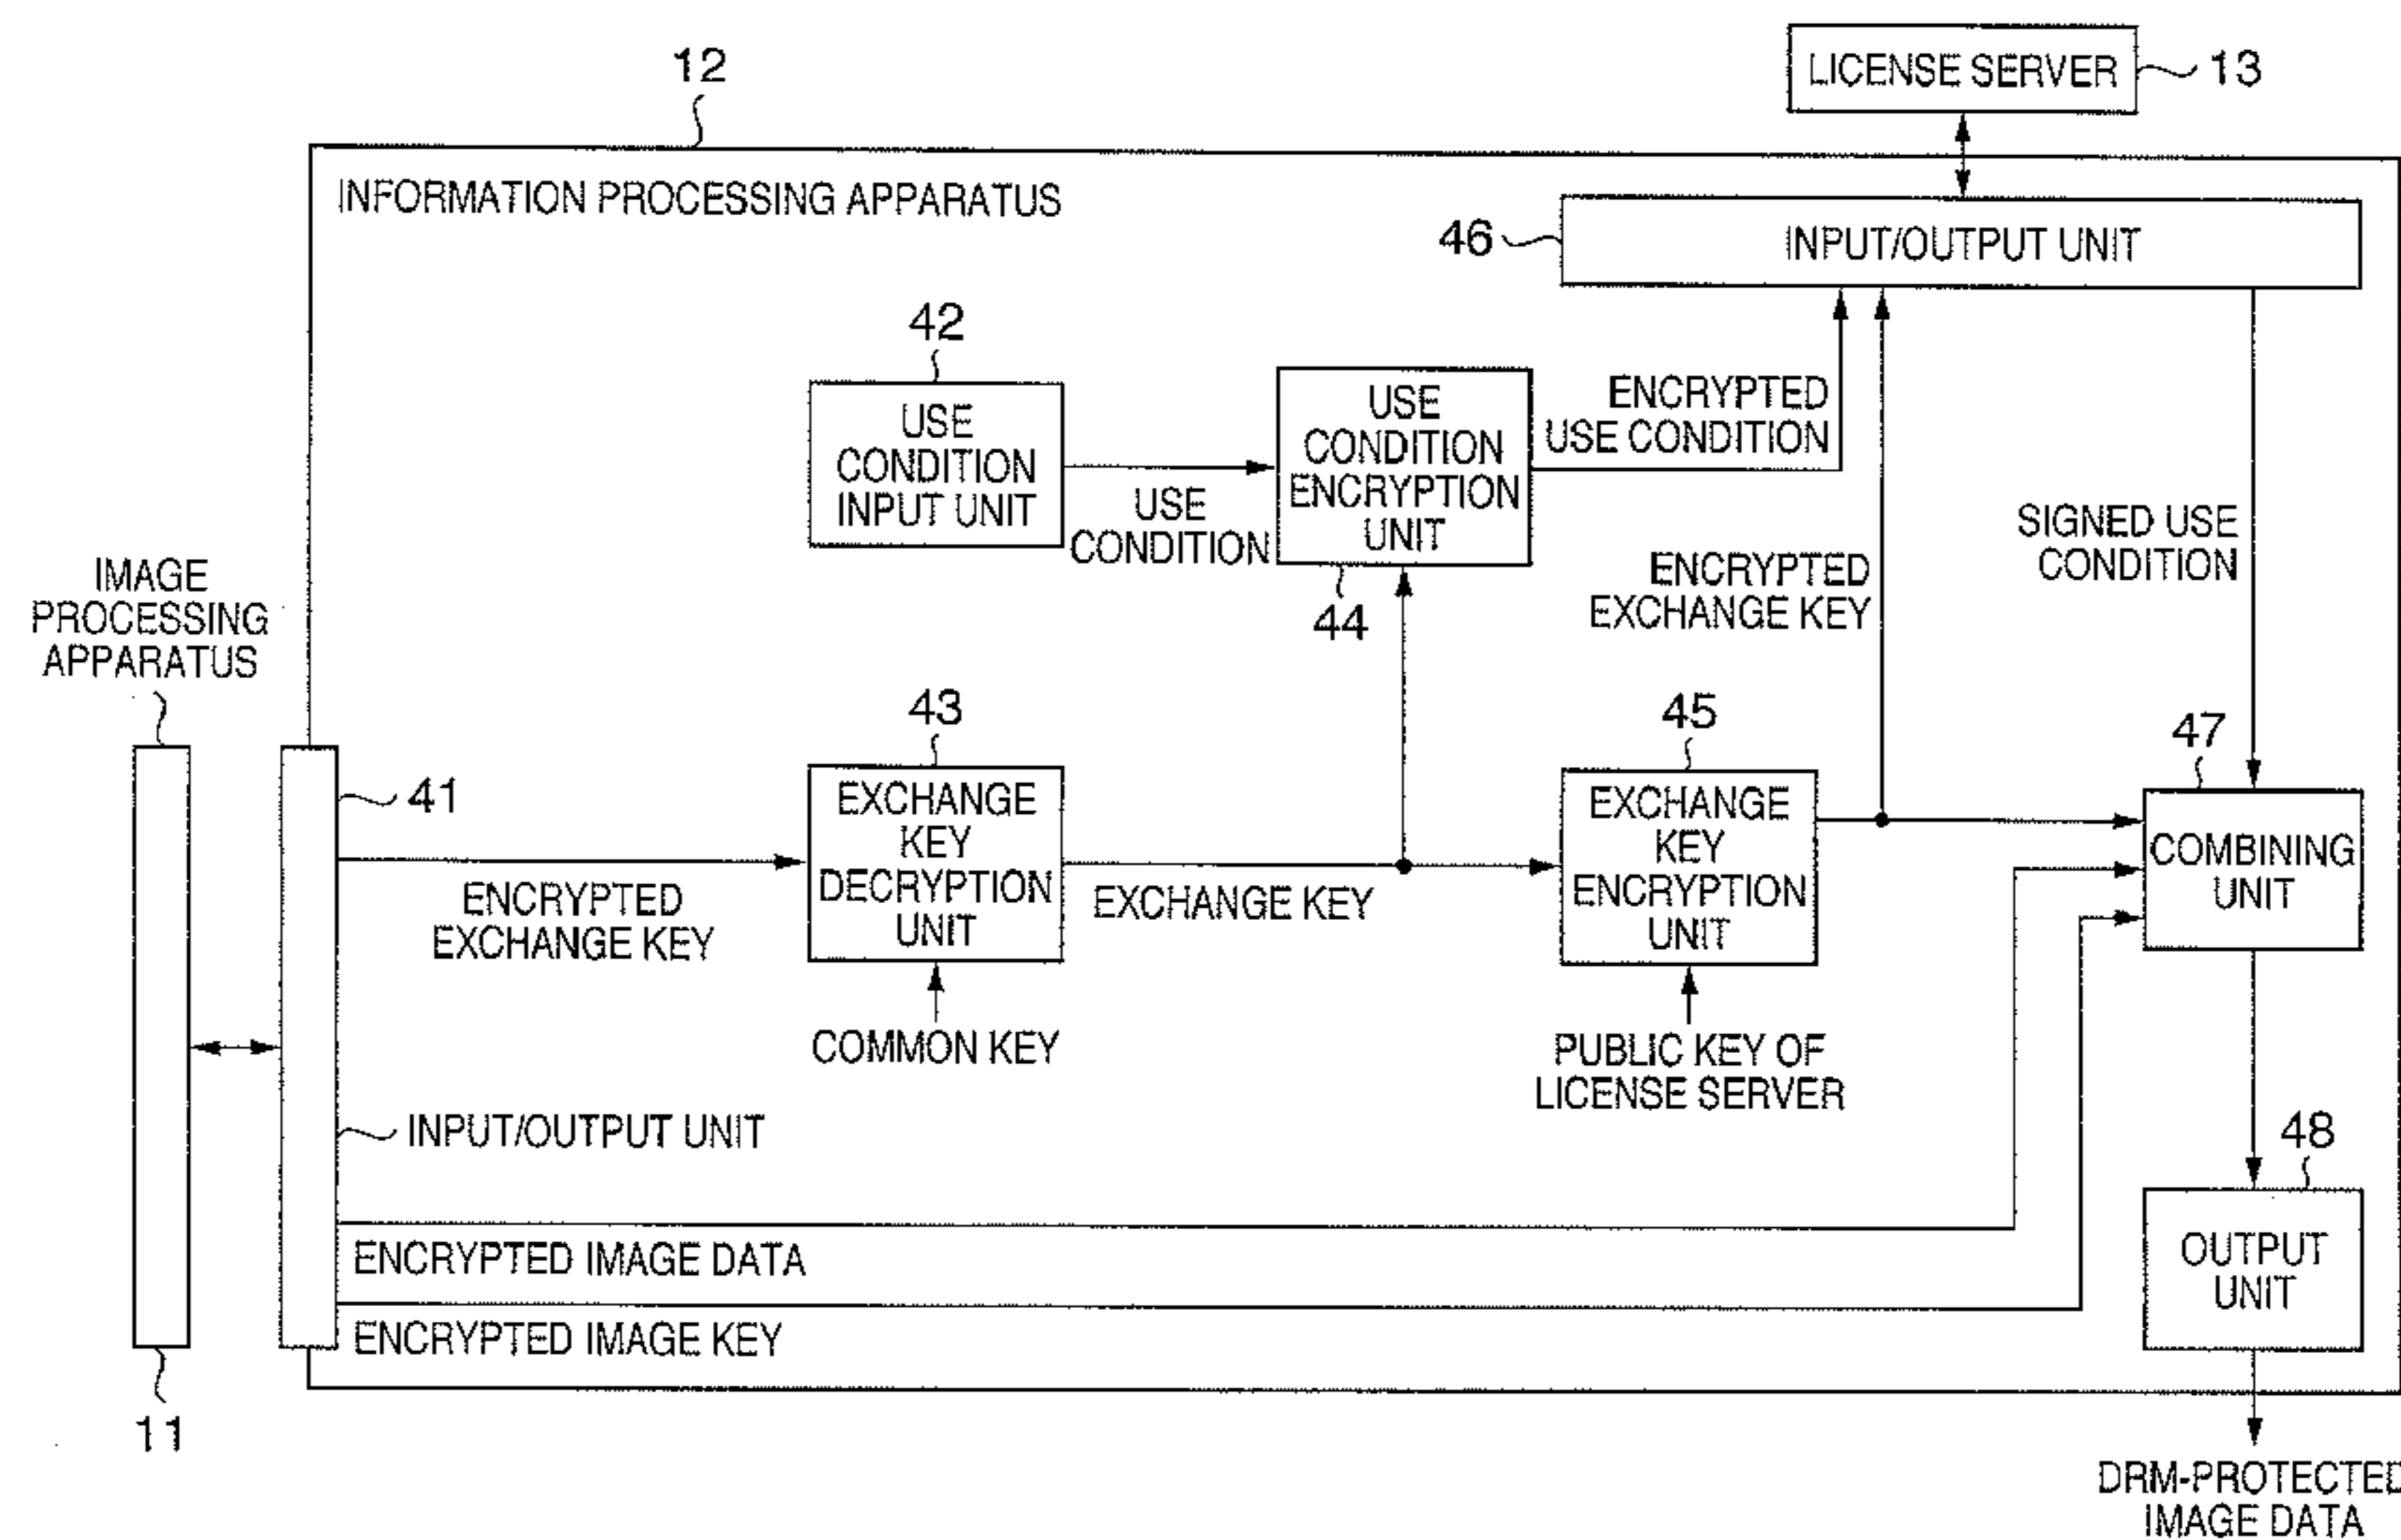 12
LICENSE SERVER
13
INFORMATION PROCESSING APPARATUS
46
INPUT/OUTPUT UNIT
42
USE
CONDITION
INPUT UNIT
USE
CONDITION
USE
CONDITION
ENCRYPTION
UNIT
44
ENCRYPTED
USE CONDITION
ENCRYPTED
EXCHANGE KEY
SIGNED USE
CONDITION
IMAGE
PROCESSING
APPARATUS
11
41
INPUT/OUTPUT UNIT
ENCRYPTED
EXCHANGE KEY
43
EXCHANGE
KEY
DECRYPTION
UNIT
COMMON KEY
EXCHANGE KEY
45
EXCHANGE
KEY
ENCRYPTION
UNIT
PUBLIC KEY OF
LICENSE SERVER
47
COMBINING
UNIT
ENCRYPTED IMAGE DATA
ENCRYPTED IMAGE KEY
48
OUTPUT
UNIT
DRM-PROTECTED
IMAGE DATA